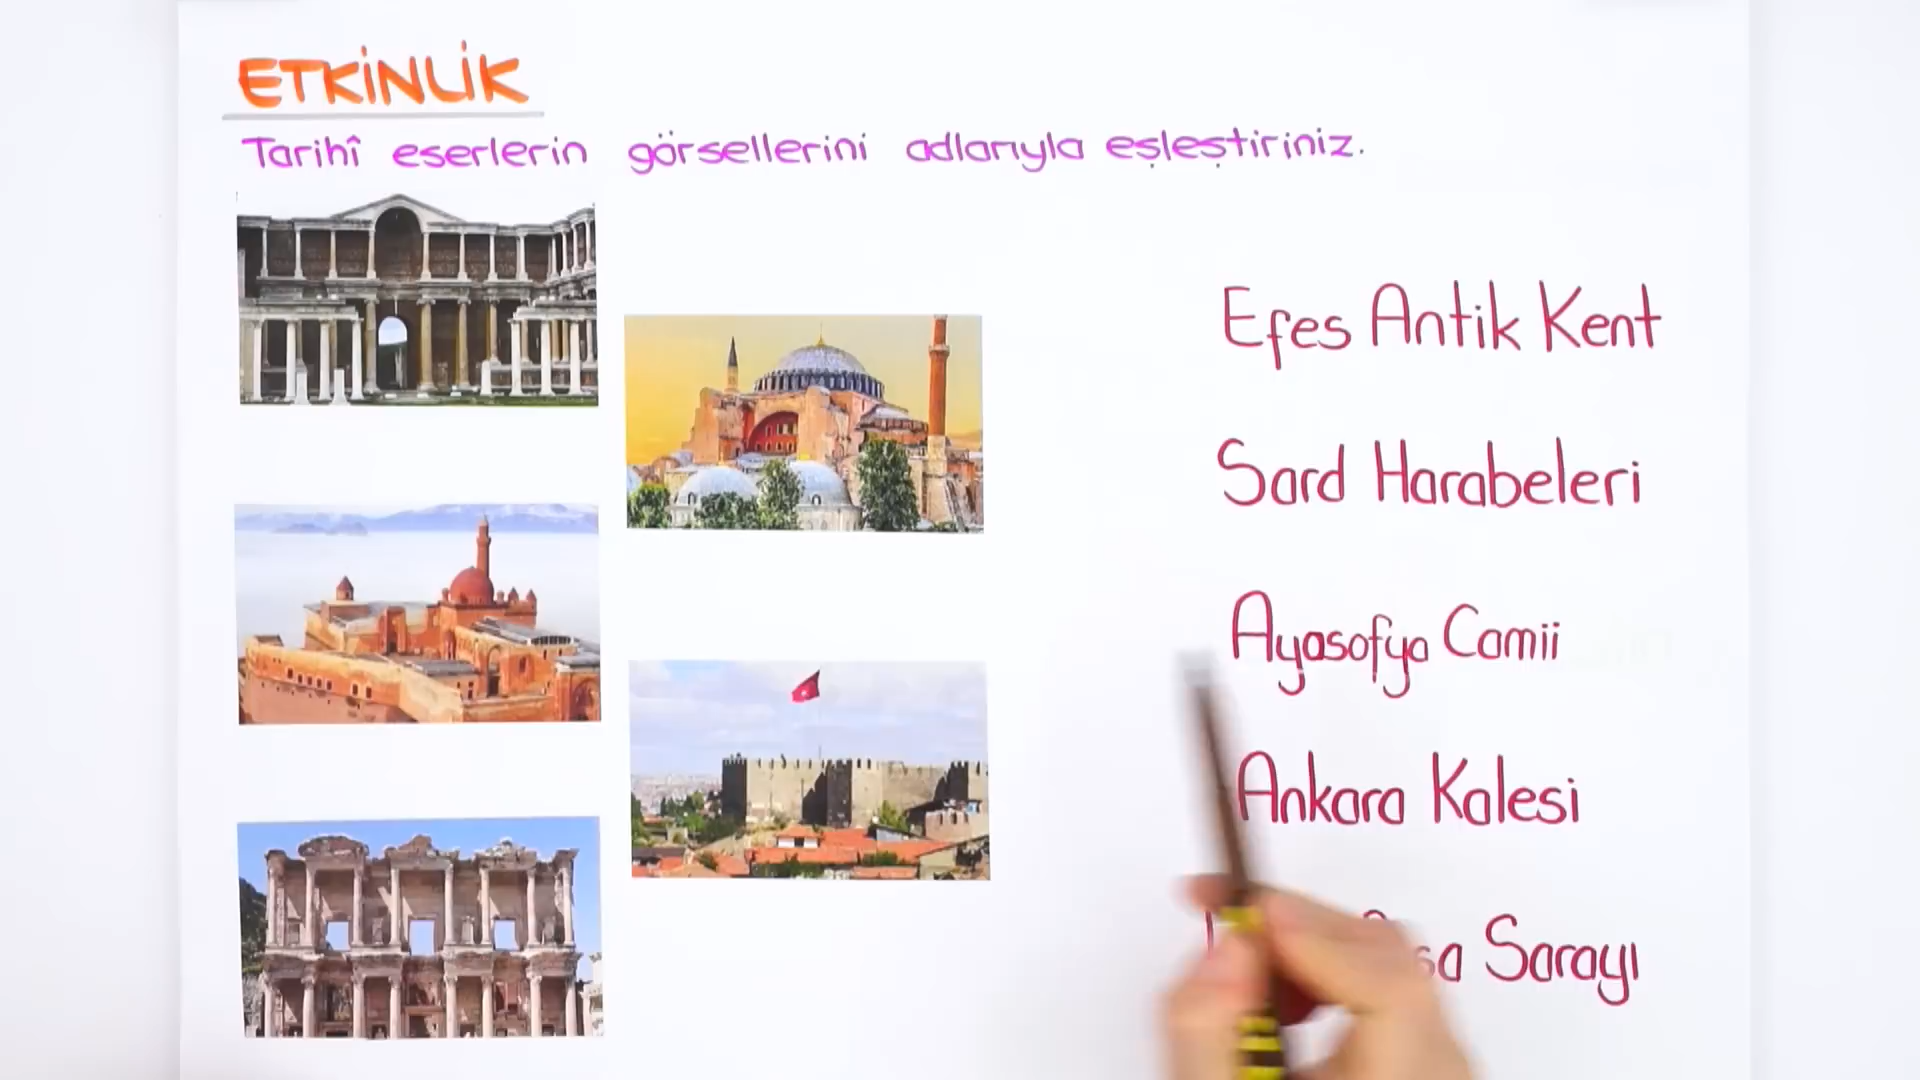 ETKİNLİK
Tarihî eserlerin görsellerini adlarıyla eşleştiriniz.
Efes Antik Kent
Sard Harabeleri
Ayasofya Camii
Ankara Kalesi
Sarayı